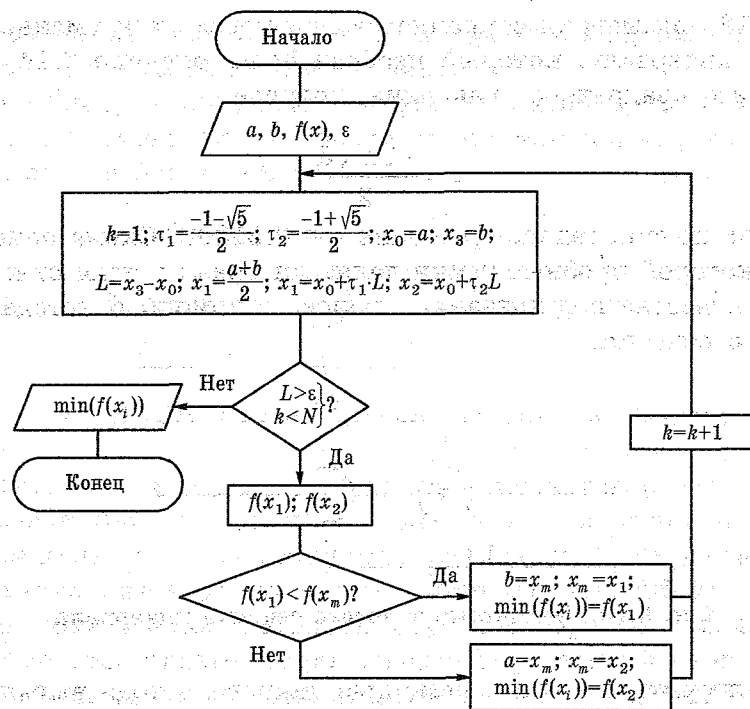 Начало
a, b, f(x), ε
k=1; τ₁=(-1-√5)/2; τ₂=(-1+√5)/2; x₀=a; x₃=b;
L=x₃-x₀; x₁=(a+b)/2; x₁=x₀+τ₁·L; x₂=x₀+τ₂L
Нет
L>ε
k<N}?
min(f(xᵢ))
k=k+1
Конец
Да
f(x₁); f(x₂)
f(x₁)<f(xₘ)?
Да
b=xₘ; xₘ=x₁;
min(f(xᵢ))=f(x₁)
Нет
a=xₘ; xₘ=x₂;
min(f(xᵢ))=f(x₂)